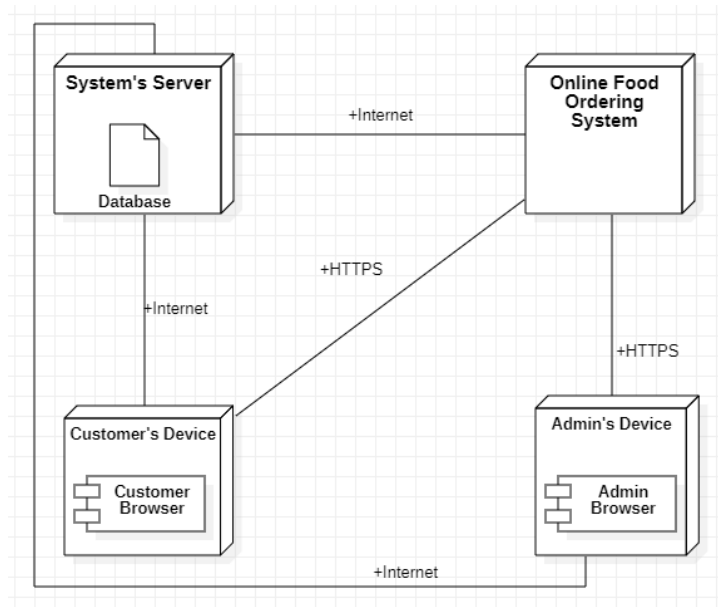 System's Server
Database
+Internet
Online Food
Ordering
System
+HTTPS
+Internet
+HTTPS
Customer's Device
Customer
Browser
Admin's Device
Admin
Browser
+Internet